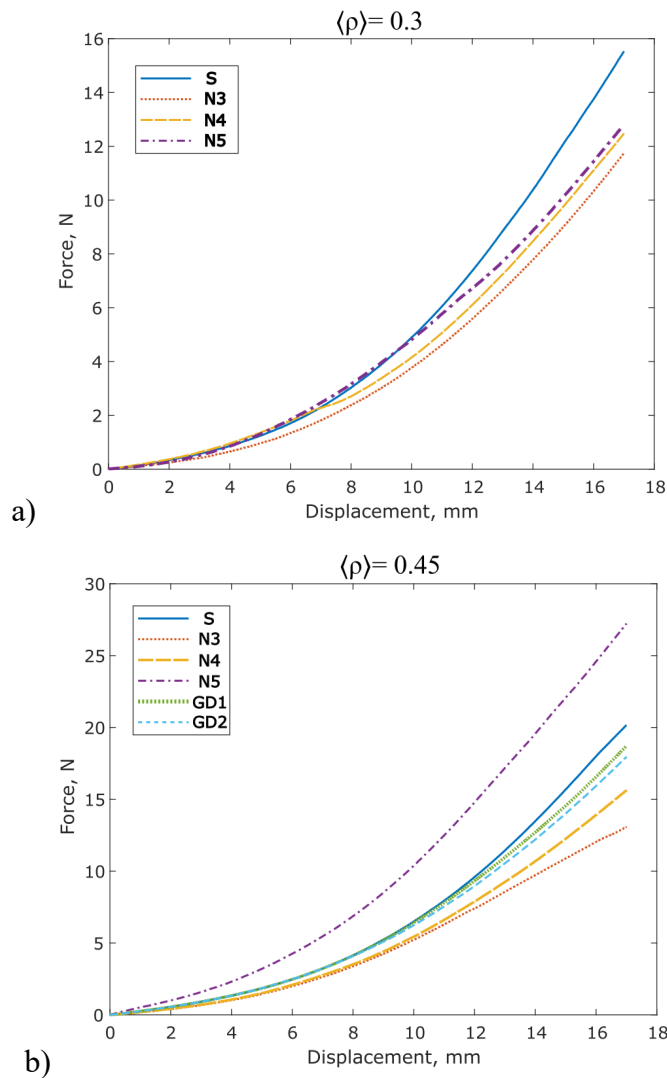 ⟨ρ⟩= 0.3
16
14
12
10
8
6
4
2
0
Force, N
S
N3
N4
N5
0 2 4 6 8 10 12 14 16 18
Displacement, mm
a)
⟨ρ⟩= 0.45
30
25
20
15
10
5
0
Force, N
S
N3
N4
N5
GD1
GD2
0 2 4 6 8 10 12 14 16 18
Displacement, mm
b)